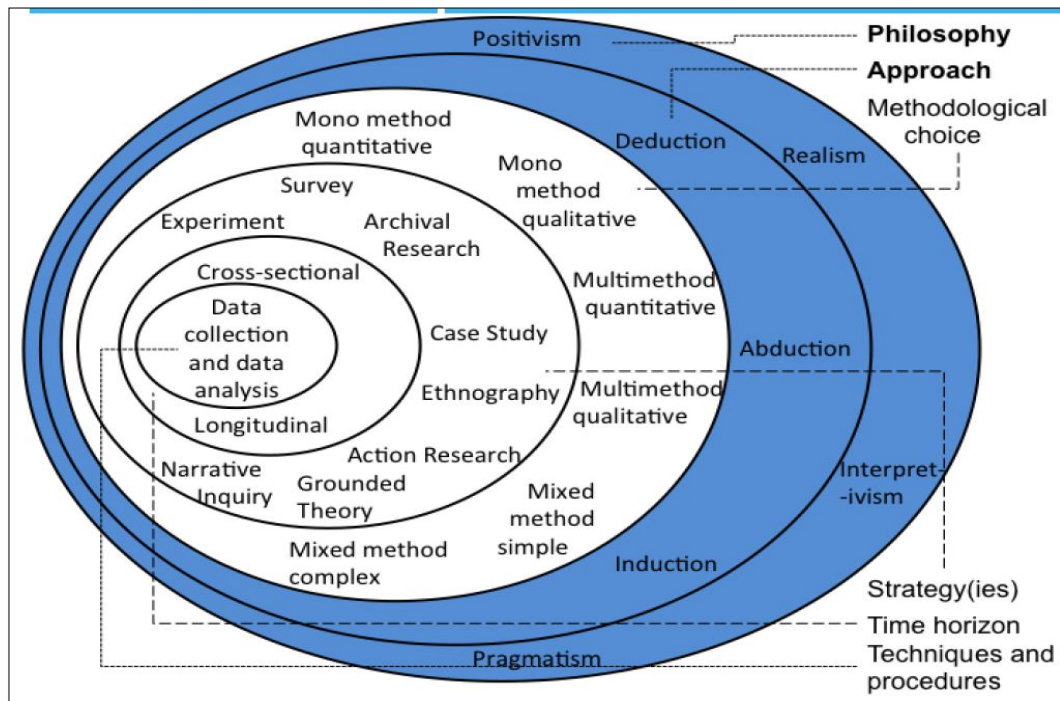 Positivism
Philosophy
Approach
Methodological
choice
Mono method
quantitative
Deduction
Realism
Mono
method
qualitative
Survey
Experiment
Archival
Research
Cross-sectional
Data
collection
and data
analysis
Multimethod
quantitative
Case Study
Abduction
Ethnography
Multimethod
qualitative
Longitudinal
Action Research
Narrative
Inquiry
Grounded
Theory
Interpret-
-ivism
Mixed
method
simple
Mixed method
complex
Induction
Strategy(ies)
Time horizon
Pragmatism
Techniques and
procedures